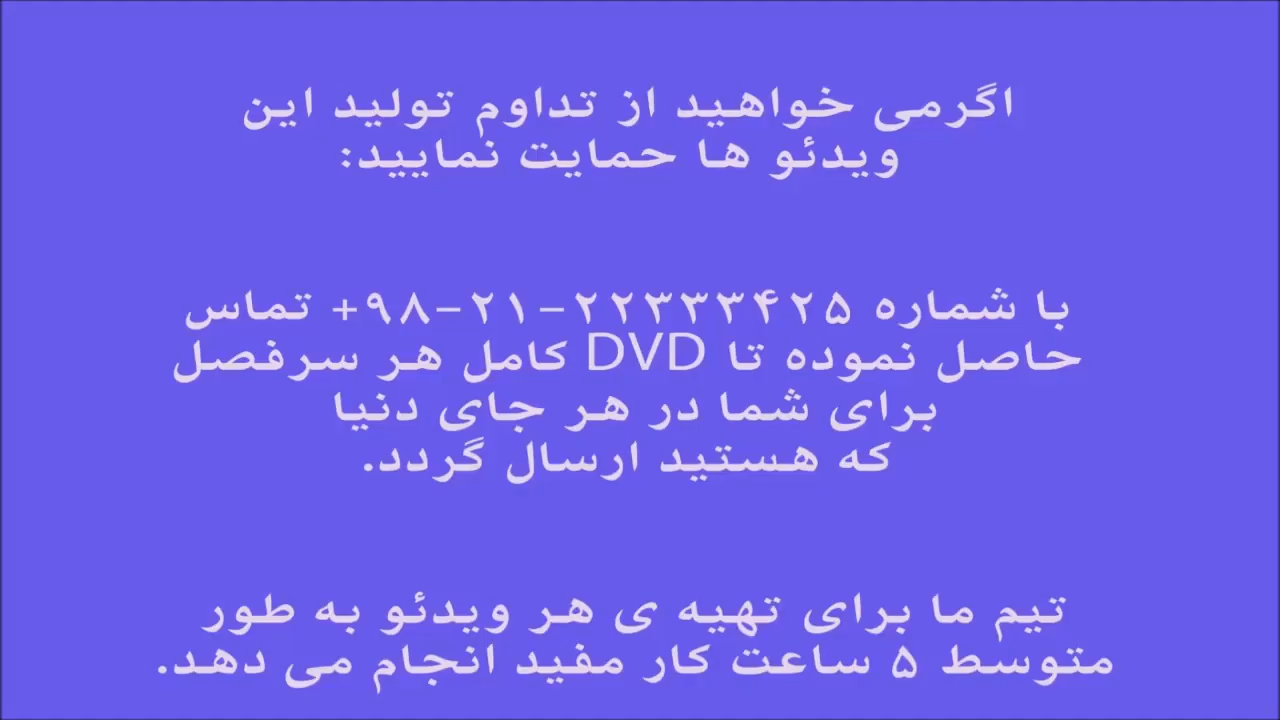 اگرمی خواهید از تداوم تولید این
ویدئو ها حمایت نمایید:
با شماره ۲۲۳۳۳۴۲۵-۲۱-۹۸+ تماس
حاصل نموده تا DVD کامل هر سرفصل
برای شما در هر جای دنیا
که هستید ارسال گردد.
تیم ما برای تهیه ی هر ویدئو به طور
متوسط ۵ ساعت کار مفید انجام می دهد.